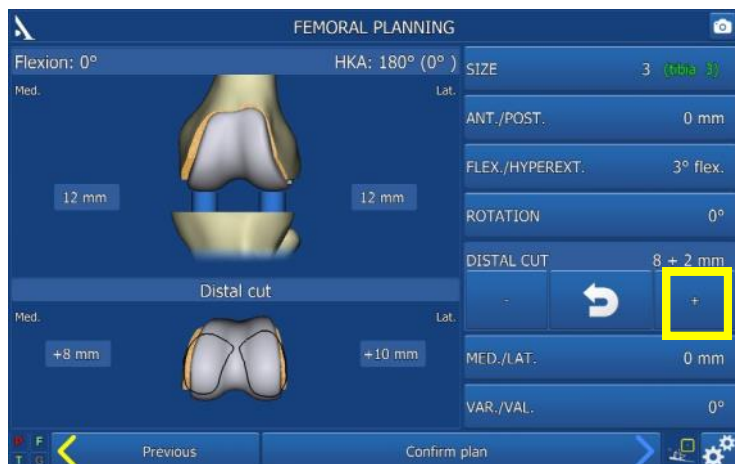 FEMORAL PLANNING
Flexion: 0°
HKA: 180° (0° )
Med.
Lat.
12 mm
12 mm
Distal cut
Med.
Lat.
+8 mm
+10 mm
SIZE 3 (tibia 3)
ANT./POST. 0 mm
FLEX./HYPEREXT. 3° flex.
ROTATION 0°
DISTAL CUT 8 + 2 mm
- +
MED./LAT. 0 mm
VAR./VAL. 0°
F
T G
Previous
Confirm plan